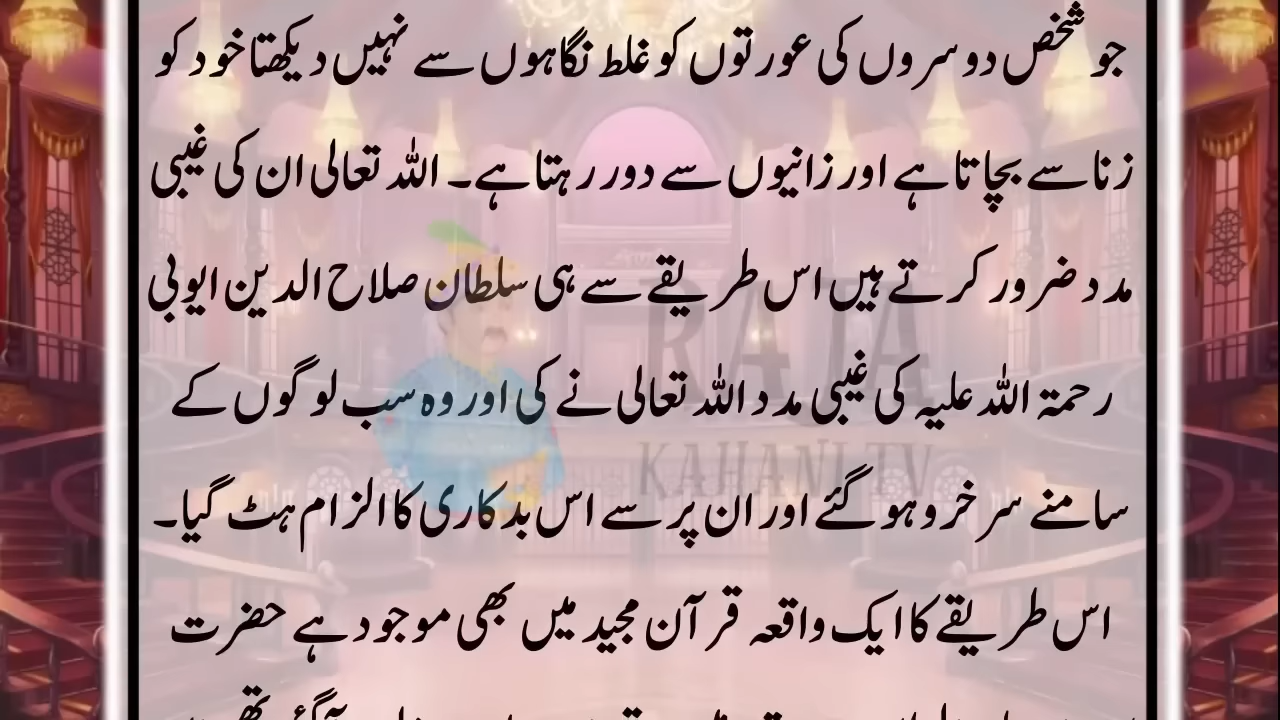 جو شخص دوسروں کی عورتوں کو غلط نگاہوں سے نہیں دیکھتا خود کو
زنا سے بچاتا ہے اور زانیوں سے دور رہتا ہے۔ اللہ تعالی ان کی غیبی
مدد ضرور کرتے ہیں اس طریقے سے ہی سلطان صلاح الدین ایوبی
رحمتہ اللہ علیہ کی غیبی مدد اللہ تعالی نے کی اور وہ سب لوگوں کے
سامنے سرخرو ہو گئے اور ان پر سے اس بدکاری کا الزام ہٹ گیا۔
اس طریقے کا ایک واقعہ قرآن مجید میں بھی موجود ہے حضرت
RAJA
KAHANI TV